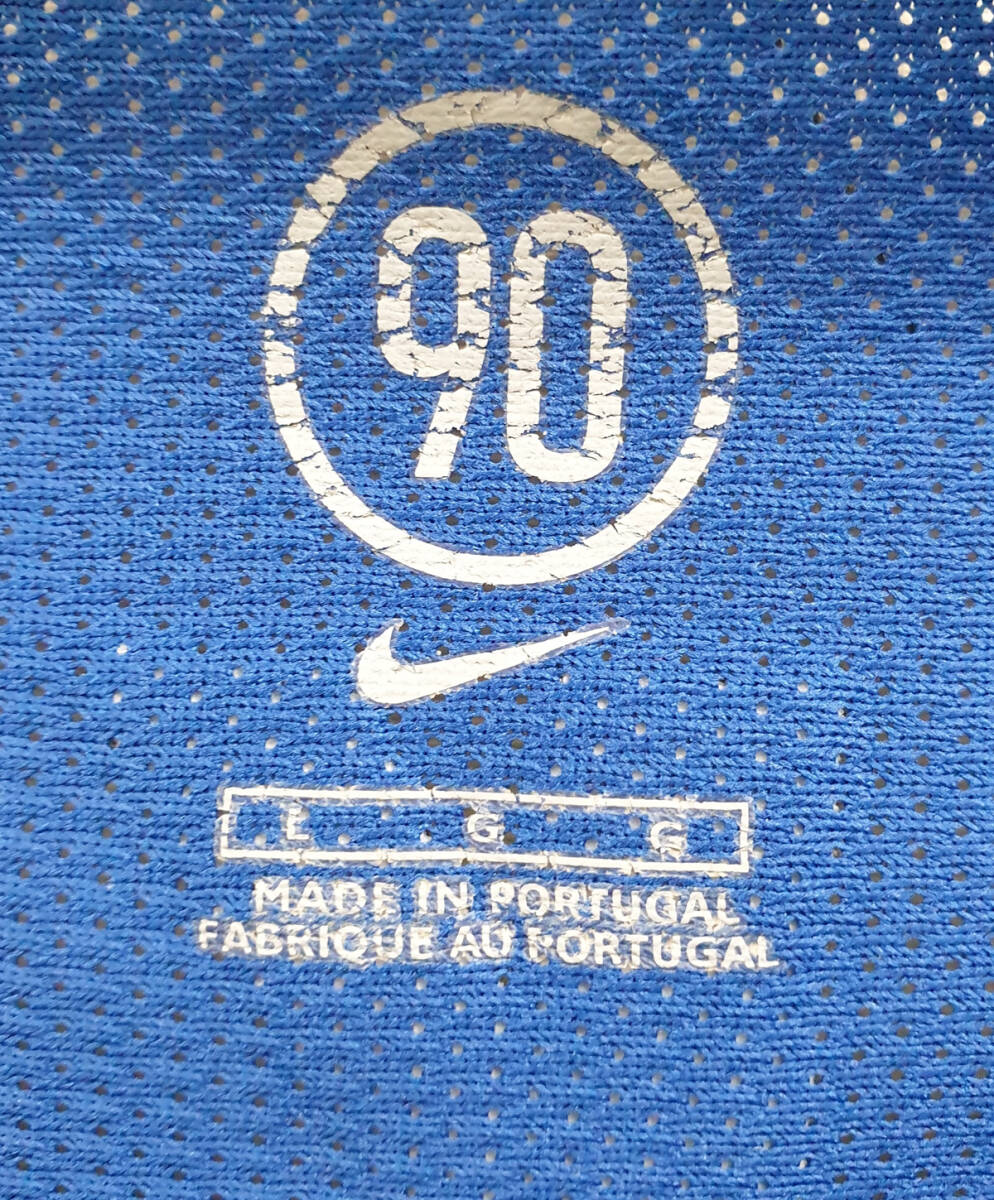 90
L G G
MADE IN PORTUGAL
FABRIQUE AU PORTUGAL